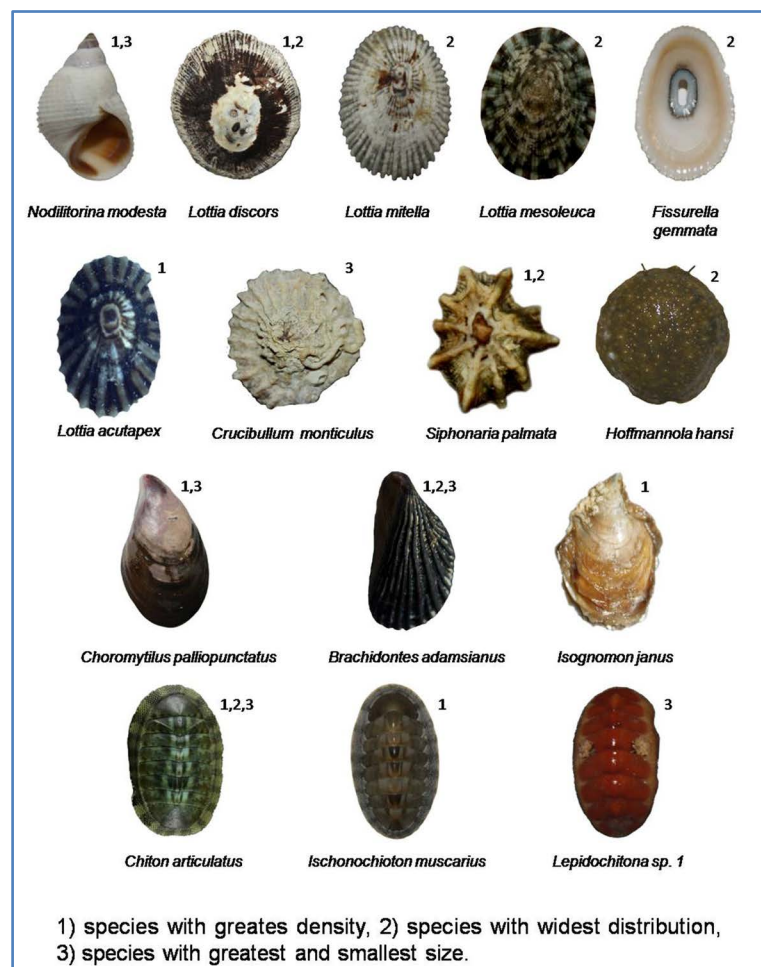 1,3 1,2 2 2 2
Nodilitorina modesta Lottia discors Lottia mitella Lottia mesoleuca Fissurella
gemmata
1 3 1,2 2
Lottia acutapex Crucibullum monticulus Siphonaria palmata Hoffmannola hansi
1,3 1,2,3 1
Choromytilus palliopunctatus Brachidontes adamsianus Isognomon janus
1,2,3 1 3
Chiton articulatus Ischonochioton muscarius Lepidochitona sp. 1
1) species with greates density, 2) species with widest distribution,
3) species with greatest and smallest size.